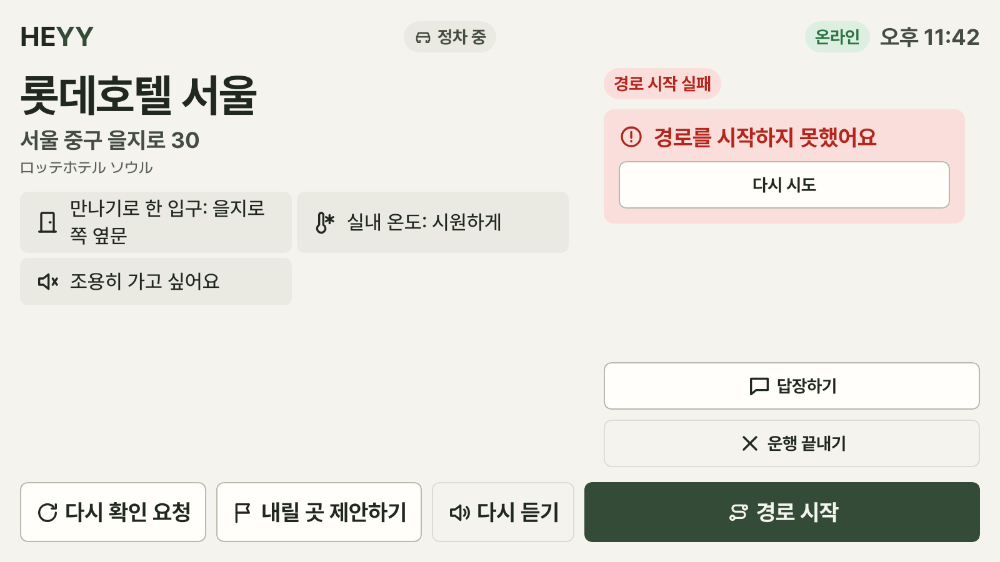 HEYY
정차 중
온라인
오후 11:42
롯데호텔 서울
서울 중구 을지로 30
ロッテホテル ソウル
만나기로 한 입구: 을지로
쪽 옆문
실내 온도: 시원하게
조용히 가고 싶어요
경로 시작 실패
경로를 시작하지 못했어요
다시 시도
답장하기
운행 끝내기
다시 확인 요청
내릴 곳 제안하기
다시 듣기
경로 시작